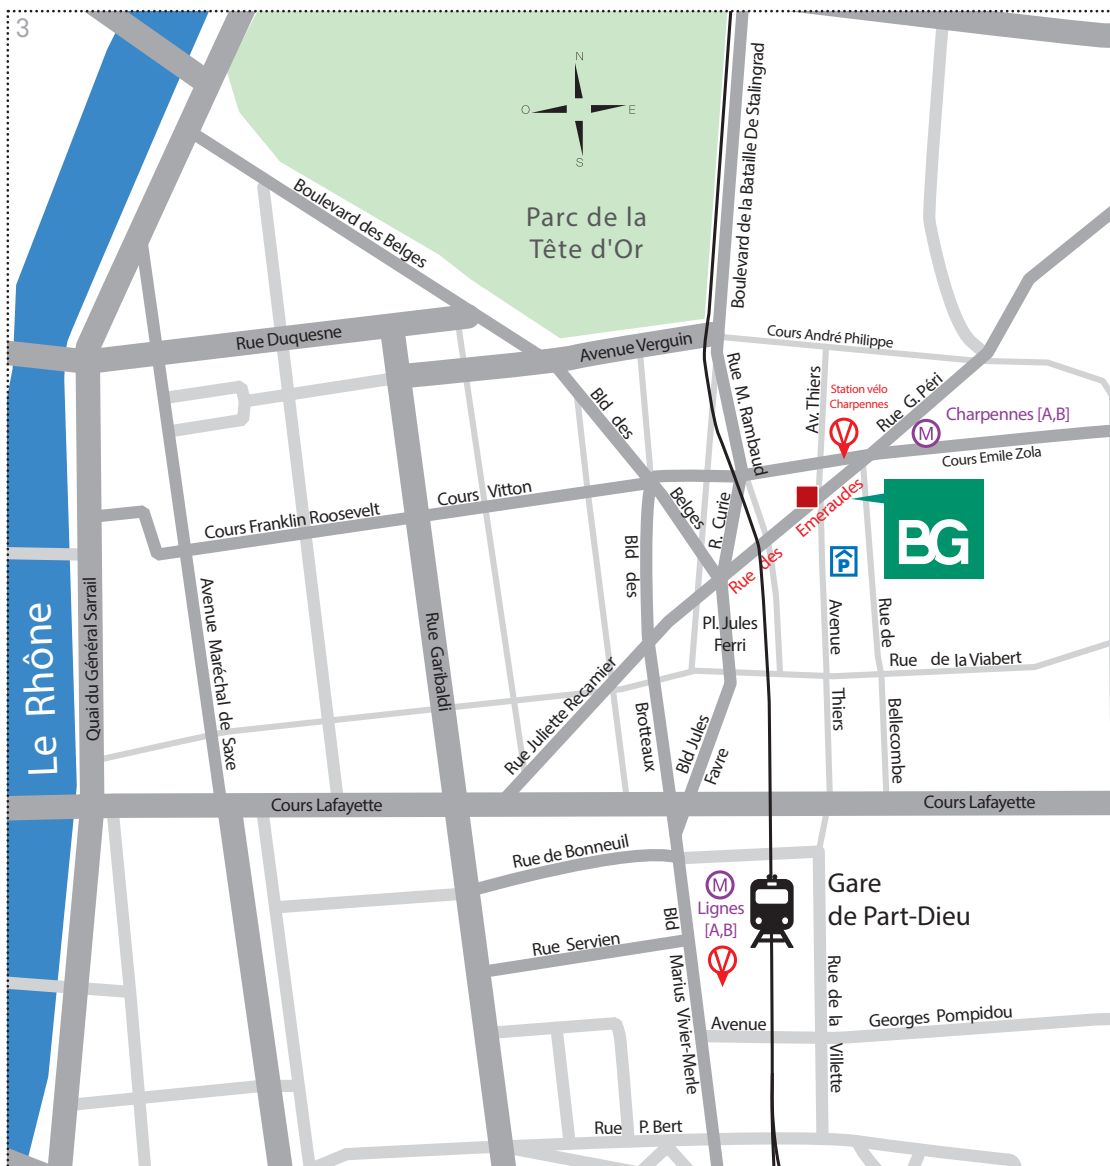 3
N
O
E
S
Parc de la
Tête d'Or
Boulevard de la Bataille De Stalingrad
Boulevard des Belges
Rue Duquesne
Avenue Verguin
Cours André Philippe
Rue M. Rambaud
Av. Thiers
Station vélo
Charpennes
Rue G. Péri
M
Charpennes [A,B]
Cours Emile Zola
Bld des
Belges
Cours Vitton
Cours Franklin Roosevelt
R. Curie
Rue des Emeraudes
BG
P
Bld des
Brotteaux
Le Rhône
Quai du Général Sarrail
Avenue Maréchal de Saxe
Rue Garibaldi
Pl. Jules
Ferri
Avenue
Thiers
Rue de
Bellecombe
Rue de la Viabert
Rue Juliette Recamier
Bld Jules
Favre
Cours Lafayette
Cours Lafayette
Rue de Bonneuil
M
Lignes
[A,B]
Gare
de Part-Dieu
Rue Servien
Bld
Marius Vivier-Merle
Rue de la
Villette
Avenue
Georges Pompidou
Rue P. Bert